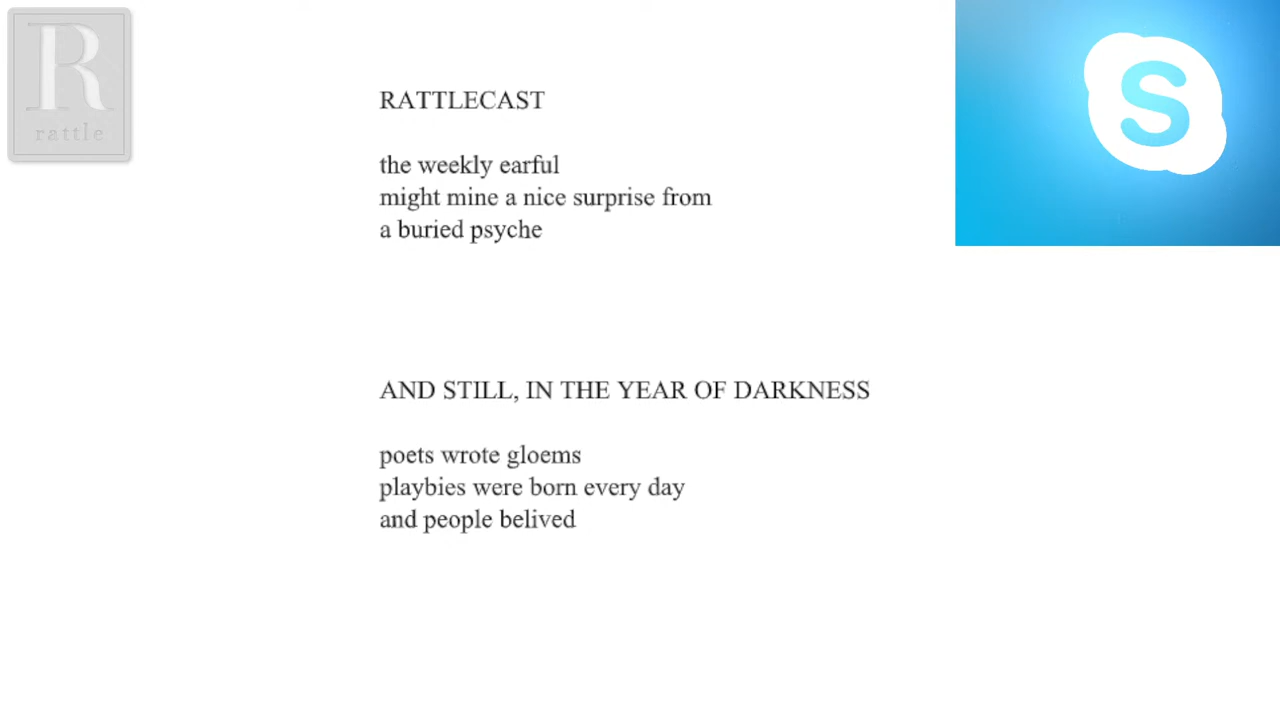 R
rattle
RATTLECAST
the weekly earful
might mine a nice surprise from
a buried psyche
AND STILL, IN THE YEAR OF DARKNESS
poets wrote gloems
playbies were born every day
and people belived
S